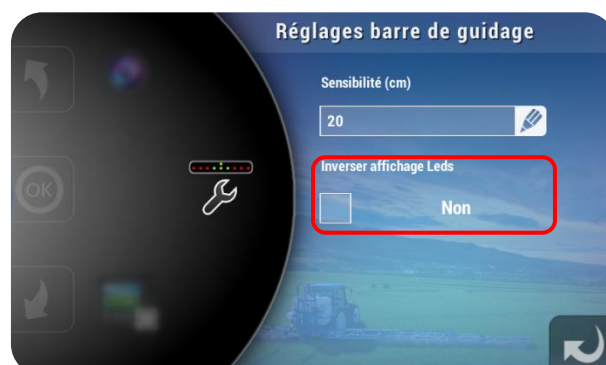 Réglages barre de guidage
Sensibilité (cm)
20
Inverser affichage Leds
OK
Non